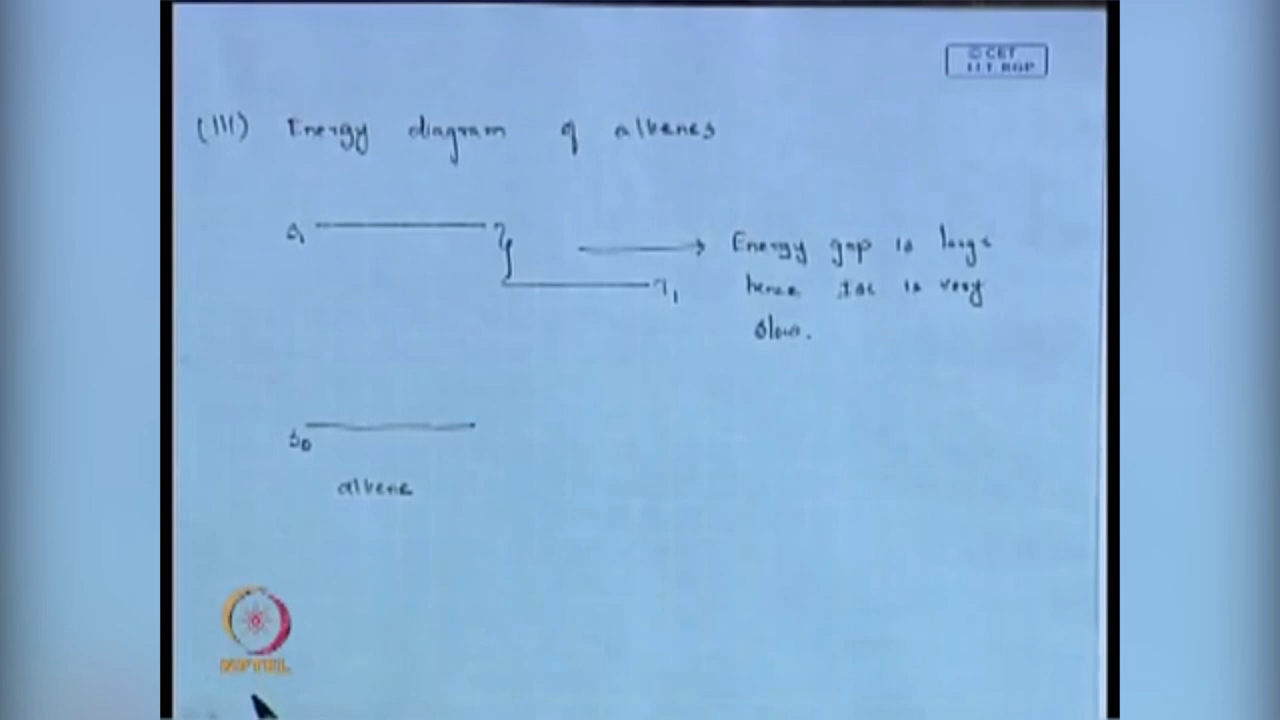 © CET
I.I.T. KGP
(III) Energy diagram of alkenes
S1
T1
Energy gap is large
hence ISC is very
slow.
S0
alkene
NPTEL